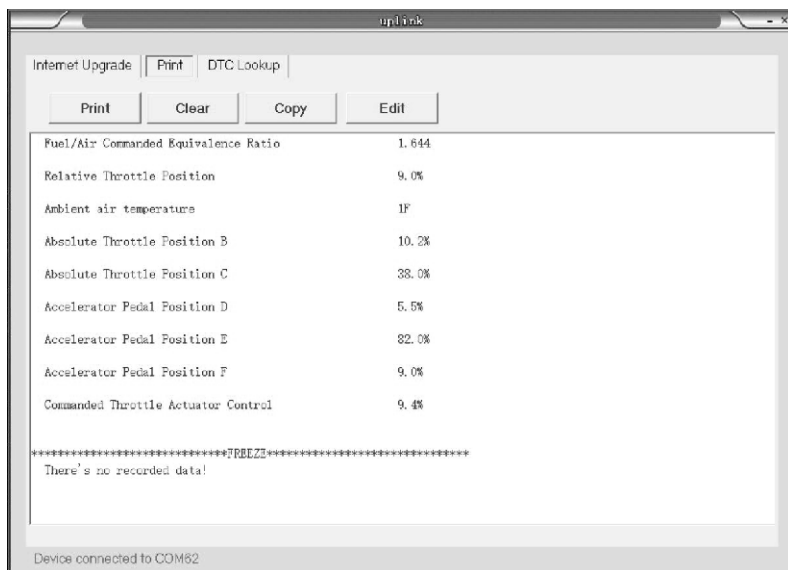 uplink
Internet Upgrade Print DTC Lookup
Print Clear Copy Edit
Fuel/Air Commanded Equivalence Ratio 1.644
Relative Throttle Position 9.0%
Ambient air temperature 1F
Absolute Throttle Position B 10.2%
Absolute Throttle Position C 38.0%
Accelerator Pedal Position D 5.5%
Accelerator Pedal Position E 82.0%
Accelerator Pedal Position F 9.0%
Commanded Throttle Actuator Control 9.4%
******************************FREEZE*******************************
There's no recorded data!
Device connected to COM62